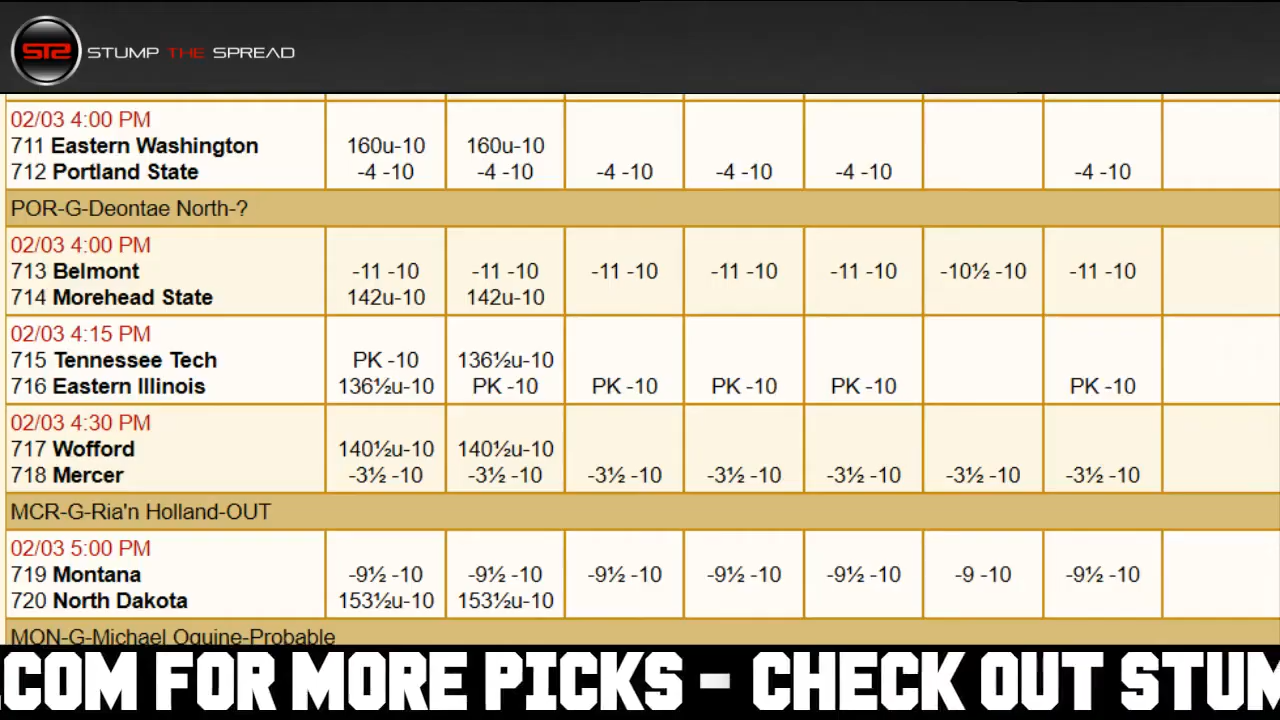 STS STUMP THE SPREAD
02/03 4:00 PM
711 Eastern Washington 160u-10 160u-10
712 Portland State -4 -10 -4 -10 -4 -10 -4 -10 -4 -10 -4 -10
POR-G-Deontae North-?
02/03 4:00 PM
713 Belmont -11 -10 -11 -10 -11 -10 -11 -10 -11 -10 -10½ -10 -11 -10
714 Morehead State 142u-10 142u-10
02/03 4:15 PM
715 Tennessee Tech PK -10 136½u-10
716 Eastern Illinois 136½u-10 PK -10 PK -10 PK -10 PK -10 PK -10
02/03 4:30 PM
717 Wofford 140½u-10 140½u-10
718 Mercer -3½ -10 -3½ -10 -3½ -10 -3½ -10 -3½ -10 -3½ -10 -3½ -10
MCR-G-Ria'n Holland-OUT
02/03 5:00 PM
719 Montana -9½ -10 -9½ -10 -9½ -10 -9½ -10 -9½ -10 -9 -10 -9½ -10
720 North Dakota 153½u-10 153½u-10
MON-G-Michael Oguine-Probable
.COM FOR MORE PICKS - CHECK OUT STUM